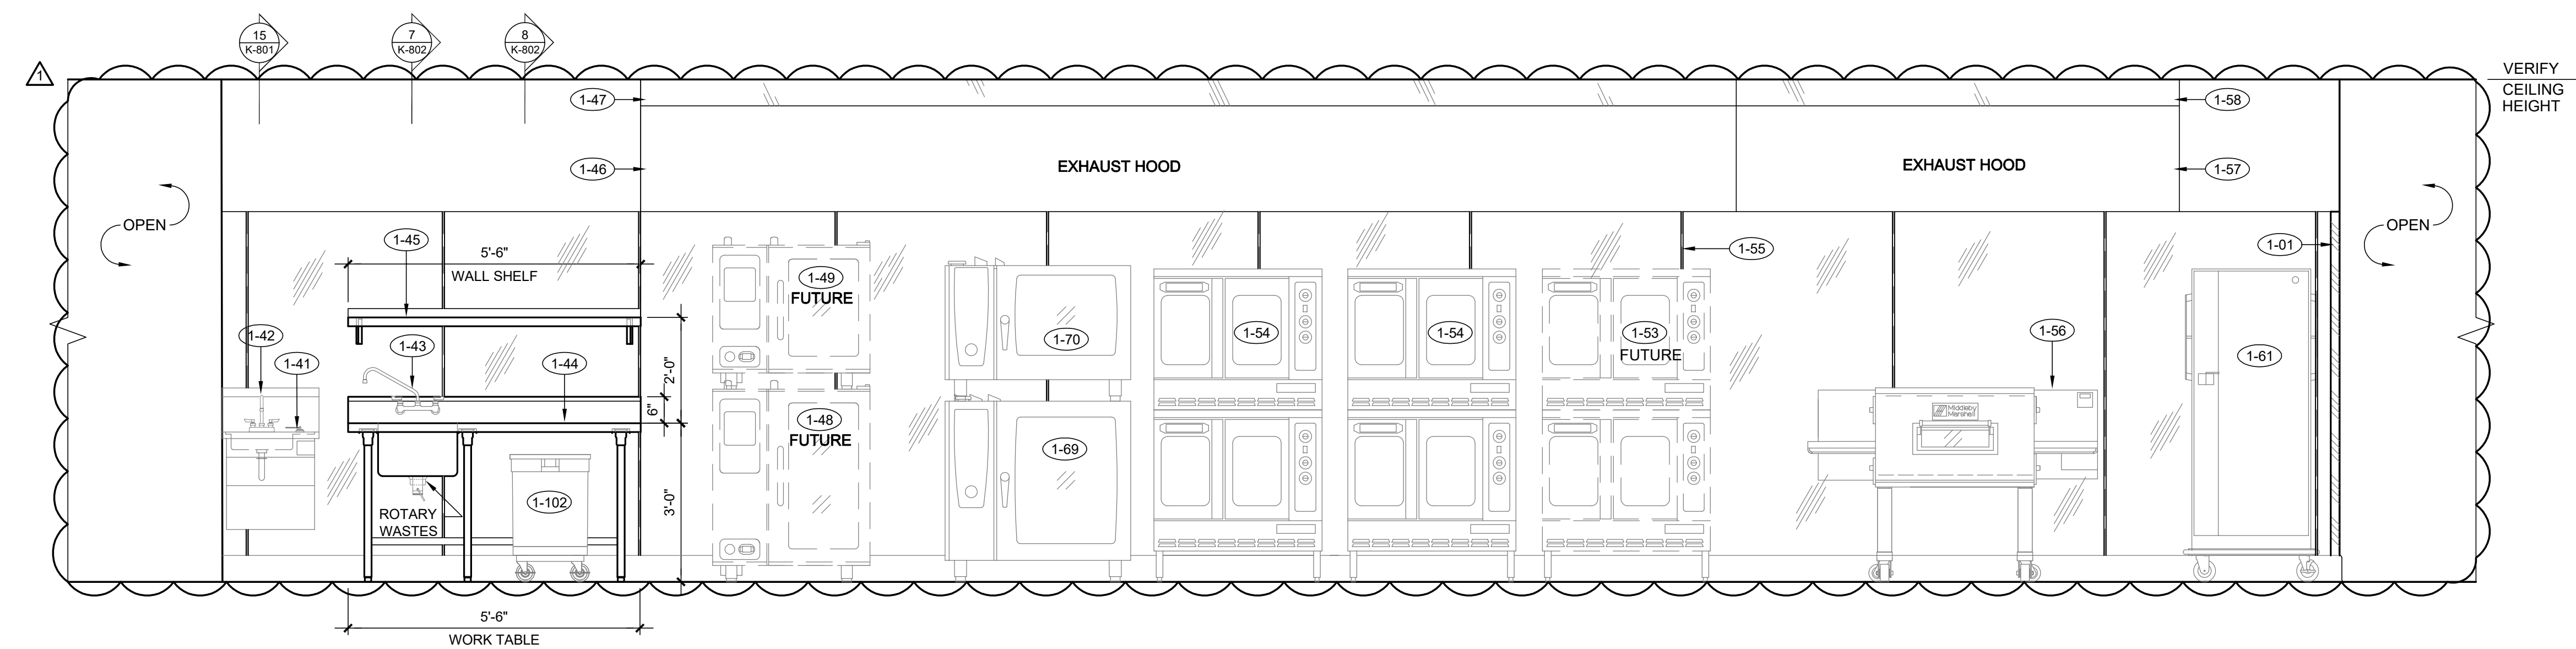 15
K-801
7
K-802
8
K-802
1
VERIFY
CEILING
HEIGHT
1-47
1-58
1-46
EXHAUST HOOD
EXHAUST HOOD
1-57
OPEN
OPEN
1-45
5'-6"
WALL SHELF
1-55
1-01
1-49
FUTURE
1-42
1-43
1-41
1-44
2'-0"
6"
1-70
1-54
1-54
1-53
FUTURE
1-56
1-61
Middleby
Marshall
1-48
FUTURE
1-69
1-102
ROTARY
WASTES
3'-0"
5'-6"
WORK TABLE